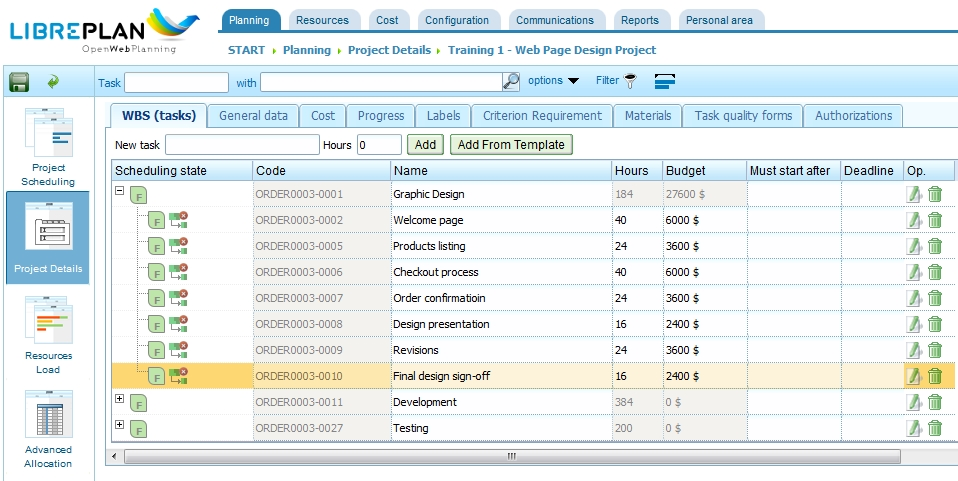 LIBREPLAN
OpenWebPlanning
Planning Resources Cost Configuration Communications Reports Personal area
START Planning Project Details Training 1 - Web Page Design Project
Task with options Filter
WBS (tasks) General data Cost Progress Labels Criterion Requirement Materials Task quality forms Authorizations
New task Hours 0 Add Add From Template
Scheduling state Code Name Hours Budget Must start after Deadline Op.
F ORDER0003-0001 Graphic Design 184 27600 $
F ORDER0003-0002 Welcome page 40 6000 $
F ORDER0003-0005 Products listing 24 3600 $
F ORDER0003-0006 Checkout process 40 6000 $
F ORDER0003-0007 Order confirmatioin 24 3600 $
F ORDER0003-0008 Design presentation 16 2400 $
F ORDER0003-0009 Revisions 24 3600 $
F ORDER0003-0010 Final design sign-off 16 2400 $
F ORDER0003-0011 Development 384 0 $
F ORDER0003-0027 Testing 200 0 $
Project
Scheduling
Project Details
Resources
Load
Advanced
Allocation